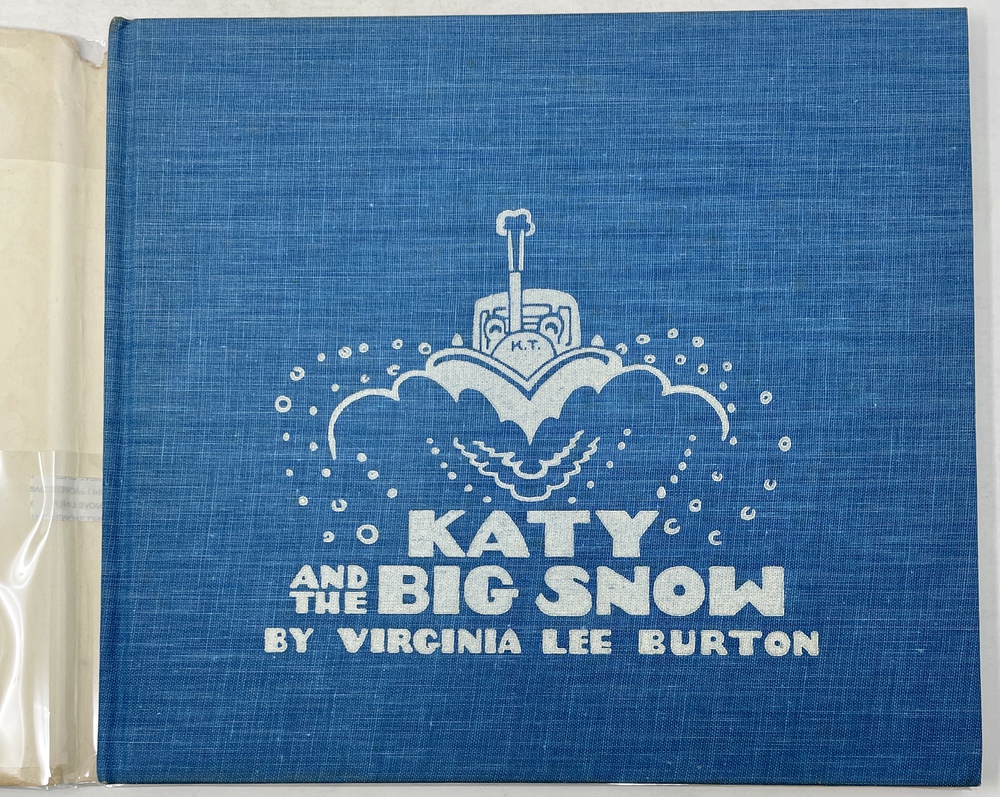 K.T.
KATY
AND THE BIG SNOW
BY VIRGINIA LEE BURTON